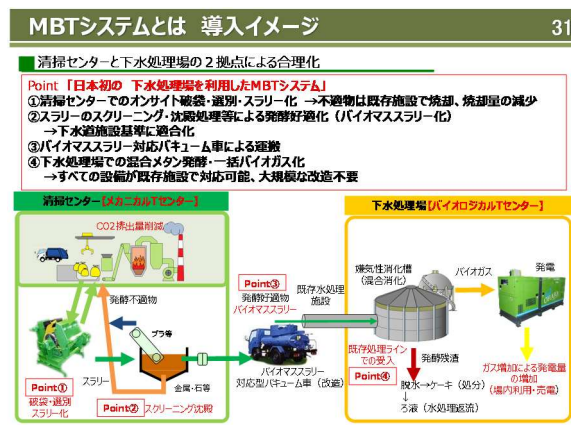 MBTシステムとは 導入イメージ
31
清掃センターと下水処理場の２拠点による合理化
Point 「日本初の 下水処理場を利用したMBTシステム」
①清掃センターでのオンサイト破袋・選別・スラリー化 →不適物は既存施設で焼却、焼却量の減少
②スラリーのスクリーニング・沈殿処理等による発酵好適化（バイオマススラリー化）
→下水道施設基準に適合化
③バイオマススラリー対応バキューム車による運搬
④下水処理場での混合メタン発酵・一括バイオガス化
→すべての設備が既存施設で対応可能、大規模な改造不要
清掃センター【メカニカルTセンター】
CO2排出量削減
発酵不適物
プラ等
スラリー
金属・石等
Point①
破袋・選別
スラリー化
Point②
スクリーニング沈殿
Point③
発酵好適物
バイオマススラリー
バイオマススラリー
対応型バキューム車（改造）
既存水処理
施設
下水処理場【バイオロジカルTセンター】
嫌気性消化槽
（混合消化）
バイオガス
発電
既存処理ライン
での受入
Point④
発酵残渣
脱水→ケーキ（処分）
↓
ろ液（水処理返流）
ガス増加による発電量
の増加
（場内利用・売電）